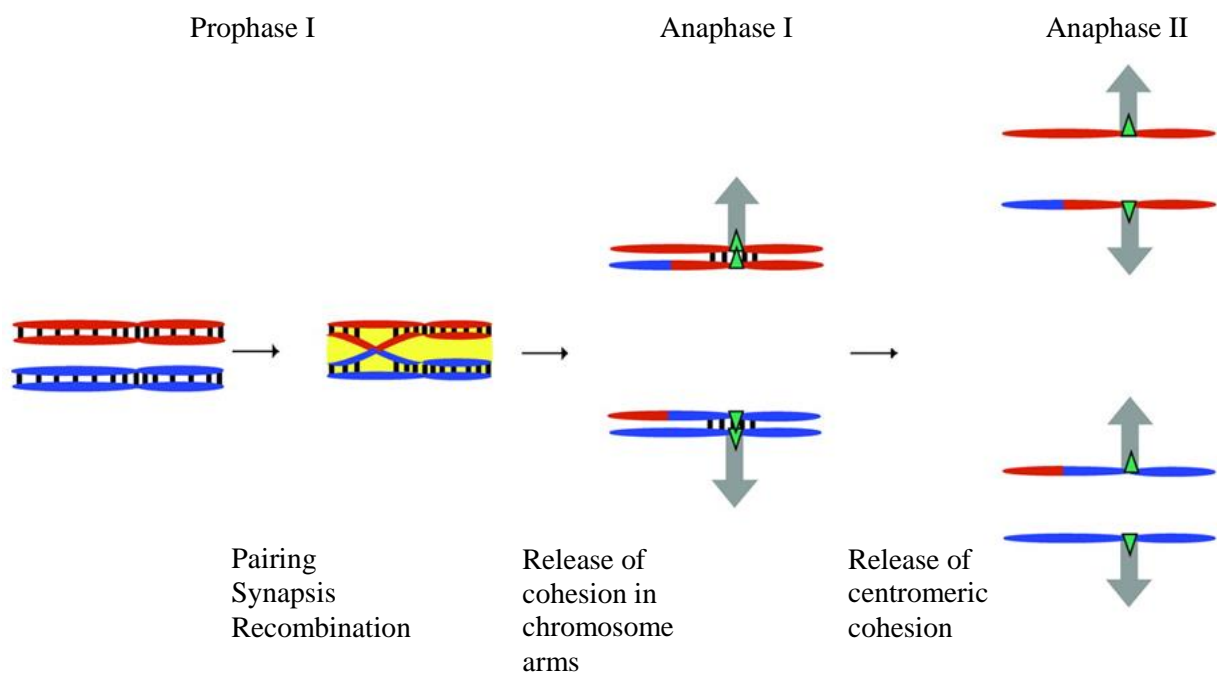 Prophase I
Anaphase I
Anaphase II
Pairing
Synapsis
Recombination
Release of
cohesion in
chromosome
arms
Release of
centromeric
cohesion